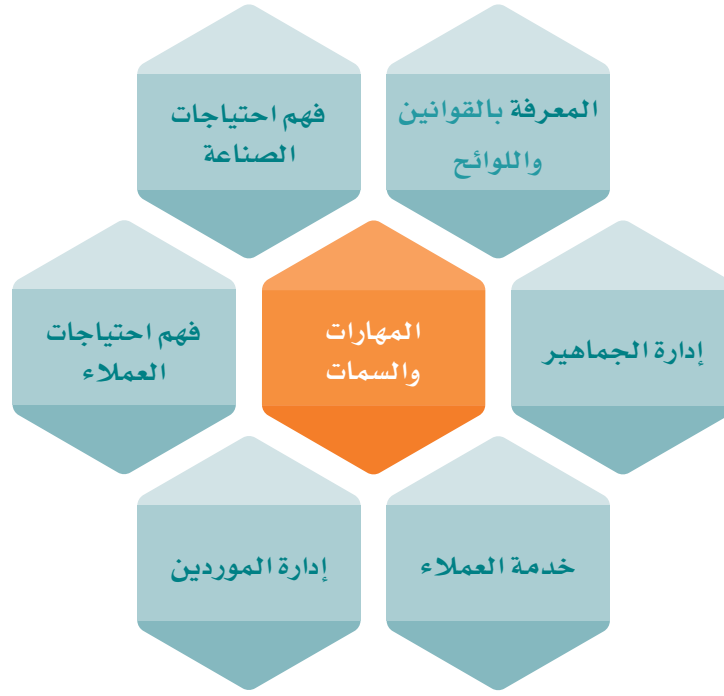 المعرفة بالقوانين
واللوائح
فهم احتياجات
الصناعة
إدارة الجماهير
المهارات
والسمات
فهم احتياجات
العملاء
خدمة العملاء
إدارة الموردين